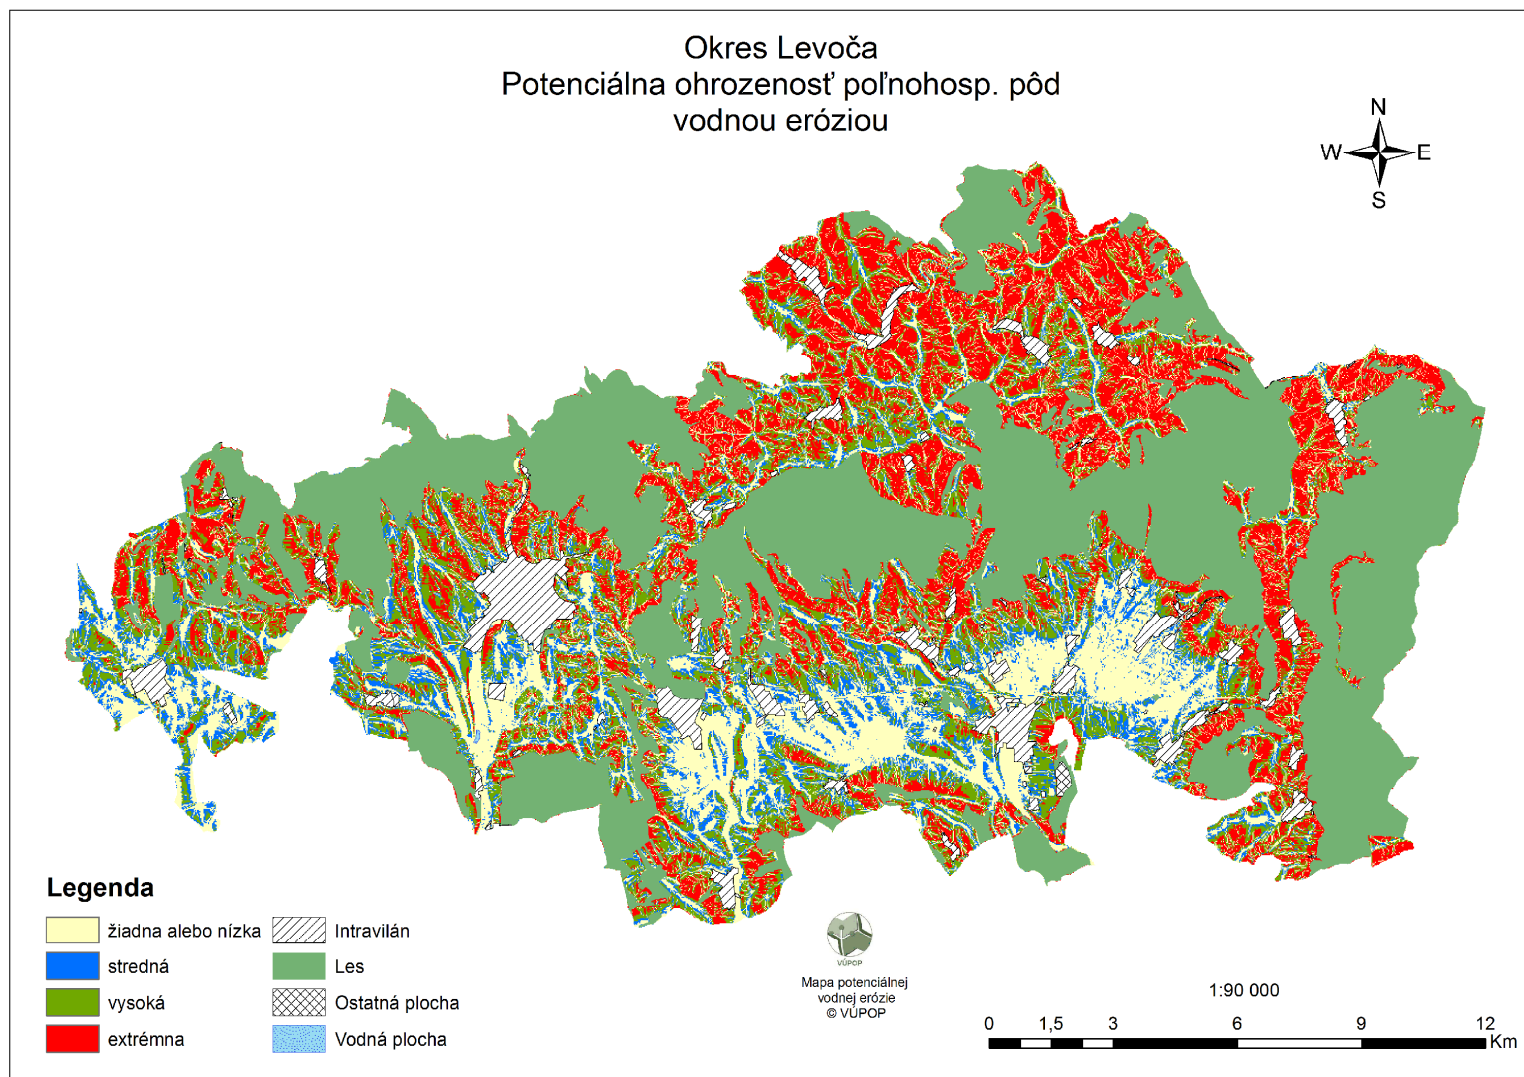 Okres Levoča
Potenciálna ohrozenosť poľnohosp. pôd
vodnou eróziou
N
W E
S
Legenda
žiadna alebo nízka
stredná
vysoká
extrémna
Intravilán
Les
Ostatná plocha
Vodná plocha
VÚPOP
Mapa potenciálnej
vodnej erózie
© VÚPOP
1:90 000
0 1,5 3 6 9 12
Km